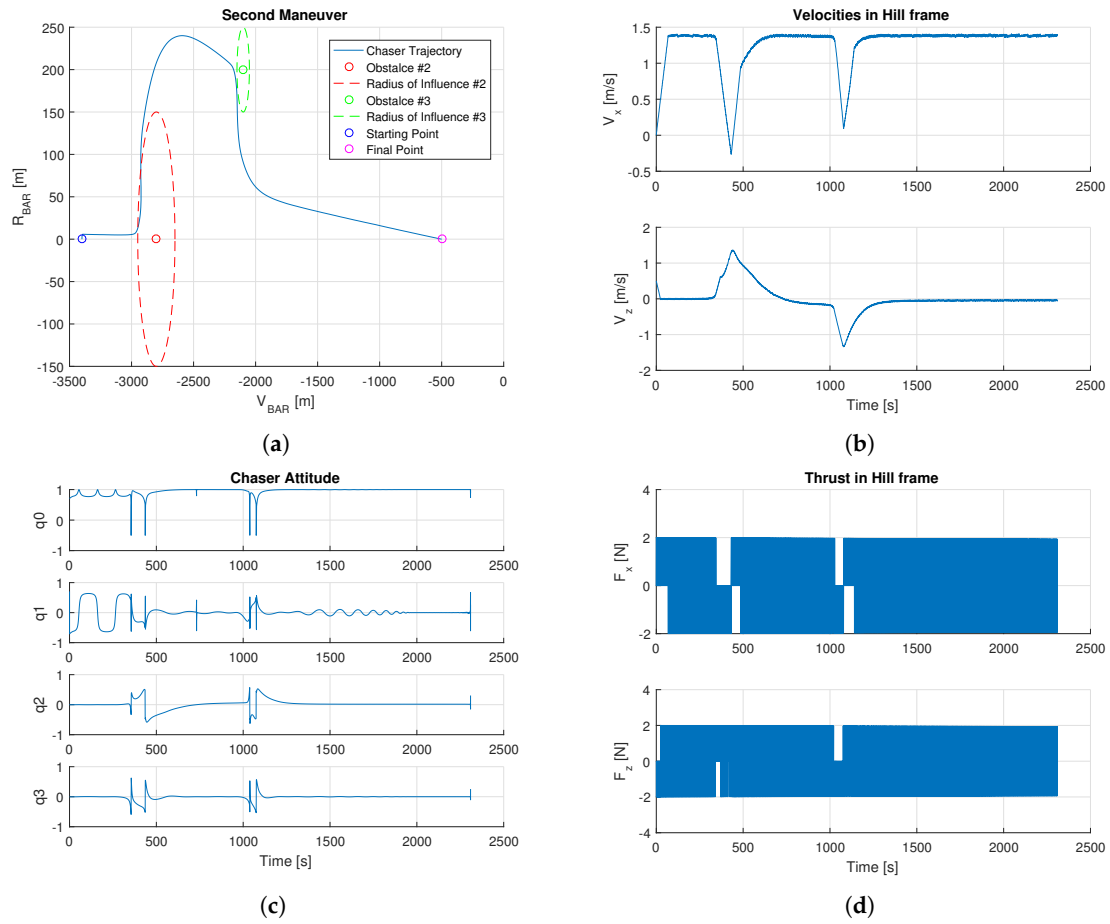 Second Maneuver
250
200
150
100
50
0
-50
-100
-150
R_BAR [m]
-3500 -3000 -2500 -2000 -1500 -1000 -500 0
V_BAR [m]
Chaser Trajectory
Obstalce #2
Radius of Influence #2
Obstalce #3
Radius of Influence #3
Starting Point
Final Point
(a)
Velocities in Hill frame
1.5
1
0.5
0
-0.5
V_x [m/s]
0 500 1000 1500 2000 2500
2
1
0
-1
-2
V_z [m/s]
0 500 1000 1500 2000 2500
Time [s]
(b)
Chaser Attitude
1
0
-1
q0
0 500 1000 1500 2000 2500
1
0
-1
q1
0 500 1000 1500 2000 2500
1
0
-1
q2
0 500 1000 1500 2000 2500
1
0
-1
q3
0 500 1000 1500 2000 2500
Time [s]
(c)
Thrust in Hill frame
4
2
0
-2
F_x [N]
0 500 1000 1500 2000 2500
4
2
0
-2
-4
F_z [N]
0 500 1000 1500 2000 2500
Time [s]
(d)